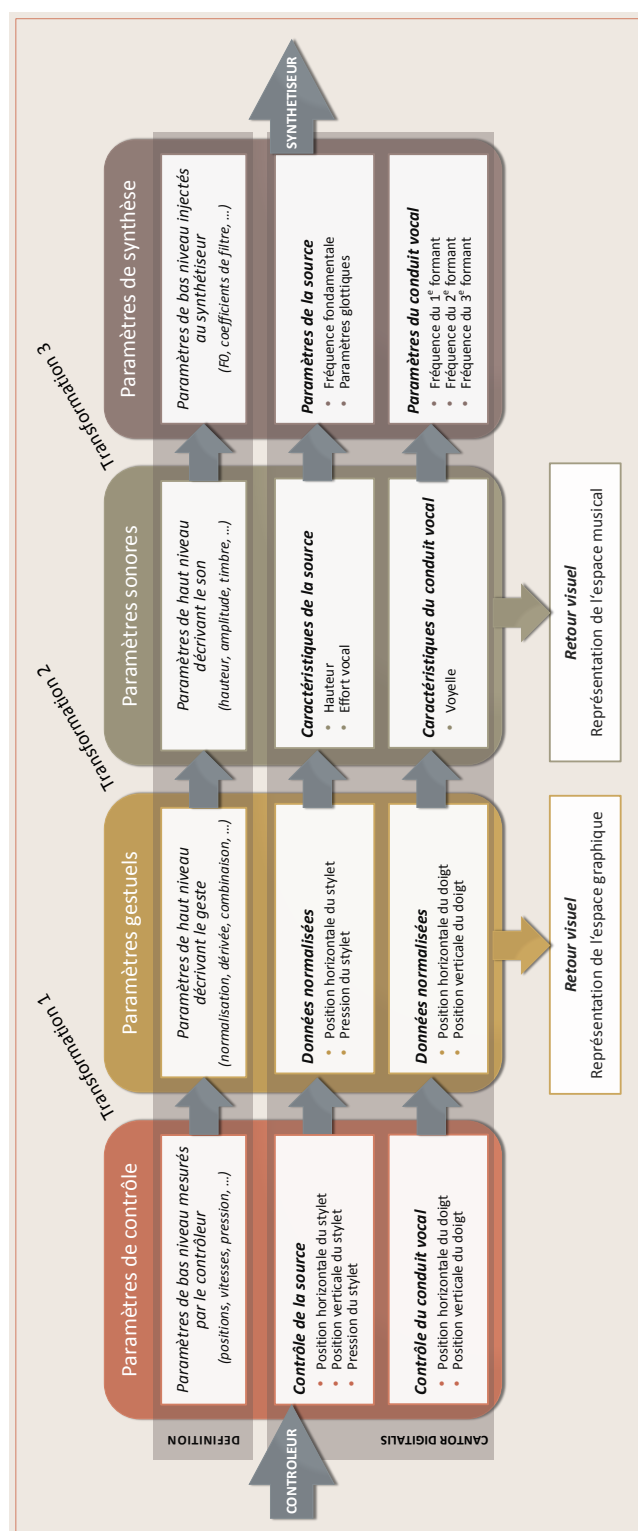 Transformation 1
Transformation 2
Transformation 3
Paramètres de contrôle
Paramètres gestuels
Paramètres sonores
Paramètres de synthèse
DEFINITION
Paramètres de bas niveau mesurés
par le contrôleur
(positions, vitesses, pression, ...)
Paramètres de haut niveau
décrivant le geste
(normalisation, dérivée, combinaison, ...)
Paramètres de haut niveau
décrivant le son
(hauteur, amplitude, timbre, ...)
Paramètres de bas niveau injectés
au synthétiseur
(F0, coefficients de filtre, ...)
CONTROLEUR
Contrôle de la source
• Position horizontale du stylet
• Position verticale du stylet
• Pression du stylet
Données normalisées
• Position horizontale du stylet
• Pression du stylet
Caractéristiques de la source
• Hauteur
• Effort vocal
Paramètres de la source
• Fréquence fondamentale
• Paramètres glottiques
SYNTHETISEUR
CANTOR DIGITALIS
Contrôle du conduit vocal
• Position horizontale du doigt
• Position verticale du doigt
Données normalisées
• Position horizontale du doigt
• Position verticale du doigt
Caractéristiques du conduit vocal
• Voyelle
Paramètres du conduit vocal
• Fréquence du 1e formant
• Fréquence du 2e formant
• Fréquence du 3e formant
Retour visuel
Représentation de l'espace graphique
Retour visuel
Représentation de l'espace musical